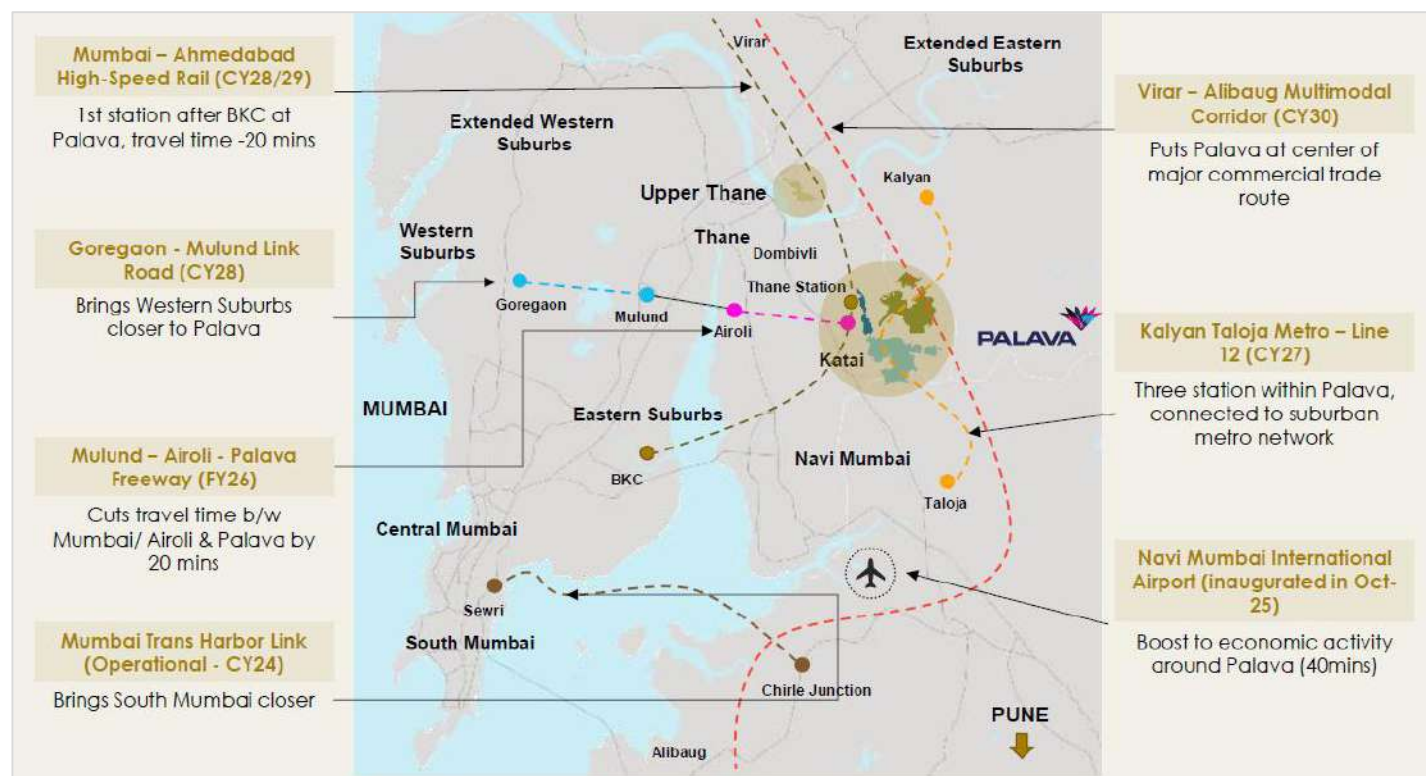 Mumbai – Ahmedabad
High-Speed Rail (CY28/29)
1st station after BKC at
Palava, travel time -20 mins
Goregaon - Mulund Link
Road (CY28)
Brings Western Suburbs
closer to Palava
Mulund – Airoli - Palava
Freeway (FY26)
Cuts travel time b/w
Mumbai/ Airoli & Palava by
20 mins
Mumbai Trans Harbor Link
(Operational - CY24)
Brings South Mumbai closer
Virar
Extended Eastern
Suburbs
Extended Western
Suburbs
Kalyan
Upper Thane
Western
Suburbs
Thane
Dombivli
Thane Station
Goregaon
Mulund
Airoli
Katai
PALAVA
MUMBAI
Eastern Suburbs
BKC
Navi Mumbai
Taloja
Central Mumbai
Sewri
South Mumbai
Chirle Junction
PUNE
Alibaug
Virar – Alibaug Multimodal
Corridor (CY30)
Puts Palava at center of
major commercial trade
route
Kalyan Taloja Metro – Line
12 (CY27)
Three station within Palava,
connected to suburban
metro network
Navi Mumbai International
Airport (inaugurated in Oct-
25)
Boost to economic activity
around Palava (40mins)